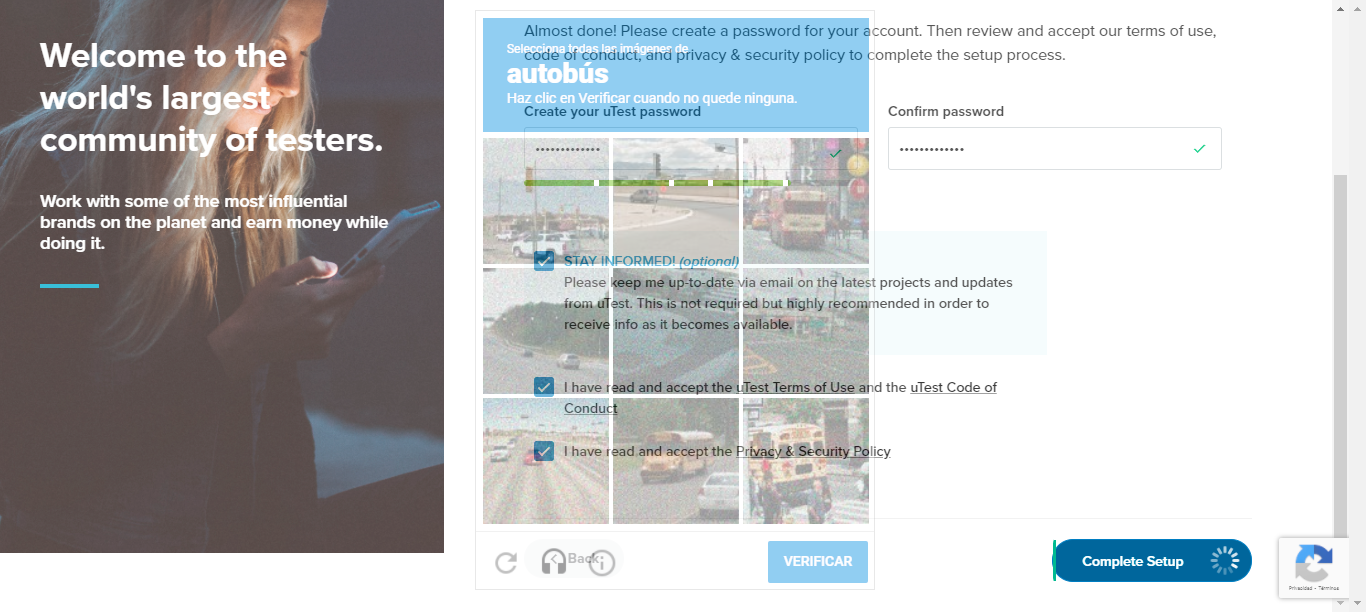 Welcome to the
world's largest
community of testers.
Work with some of the most influential
brands on the planet and earn money while
doing it.
Almost done! Please create a password for your account. Then review and accept our terms of use,
code of conduct, and privacy & security policy to complete the setup process.
Selecciona todas las imágenes de
autobús
Haz clic en Verificar cuando no quede ninguna.
Create your uTest password
Confirm password
•••••••••••••
•••••••••••••
STAY INFORMED! (optional)
Please keep me up-to-date via email on the latest projects and updates
from uTest. This is not required but highly recommended in order to
receive info as it becomes available.
I have read and accept the uTest Terms of Use and the uTest Code of
Conduct
I have read and accept the Privacy & Security Policy
Back
VERIFICAR
Complete Setup
Privacidad - Términos